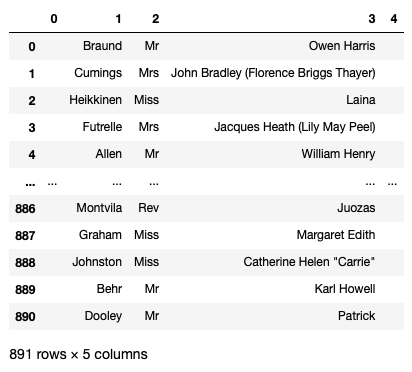 0 1 2 3 4
0 Braund Mr Owen Harris
1 Cumings Mrs John Bradley (Florence Briggs Thayer)
2 Heikkinen Miss Laina
3 Futrelle Mrs Jacques Heath (Lily May Peel)
4 Allen Mr William Henry
... ... ... ... ... ...
886 Montvila Rev Juozas
887 Graham Miss Margaret Edith
888 Johnston Miss Catherine Helen "Carrie"
889 Behr Mr Karl Howell
890 Dooley Mr Patrick
891 rows × 5 columns